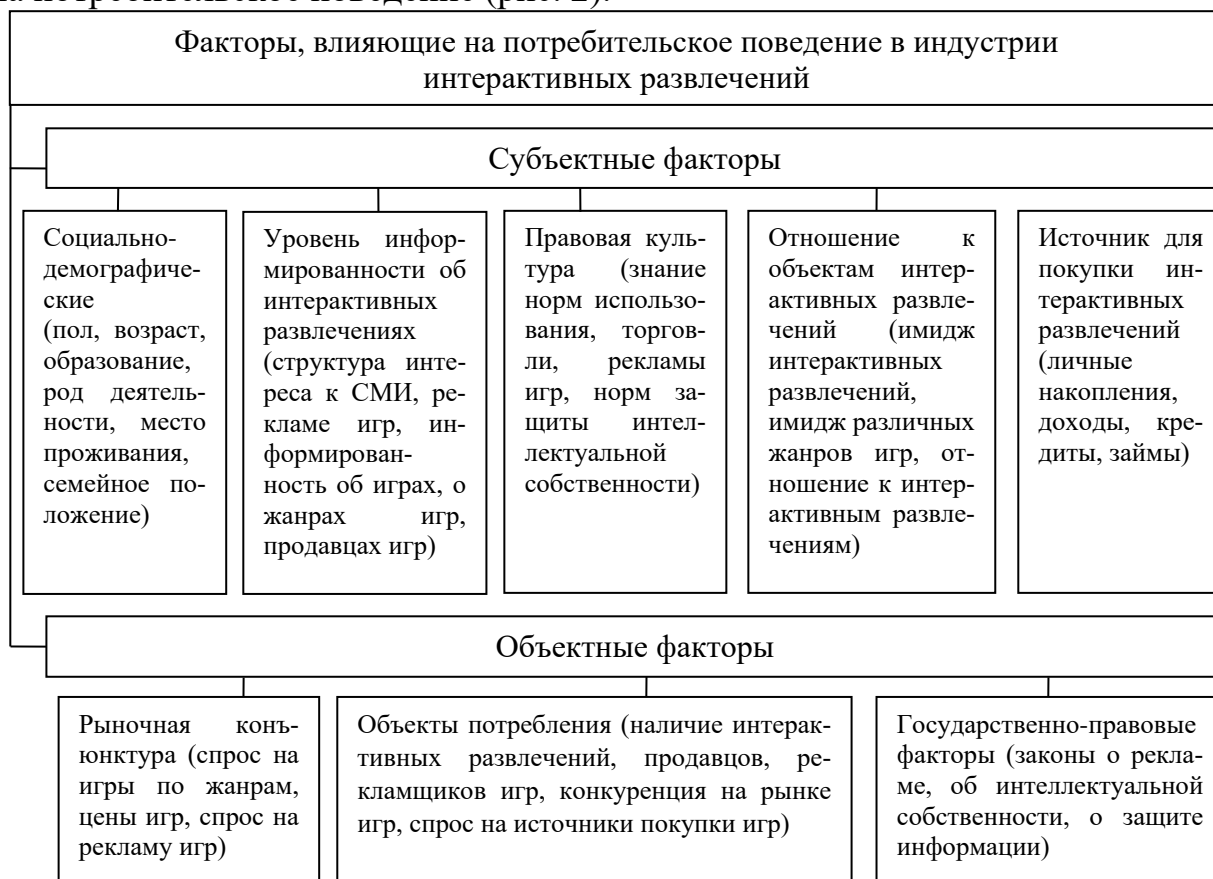 на потребительское поведение (рис. 2).
Факторы, влияющие на потребительское поведение в индустрии
интерактивных развлечений
Субъектные факторы
Социально-
демографиче-
ские
(пол, возраст,
образование,
род деятель-
ности, место
проживания,
семейное по-
ложение)
Уровень инфор-
мированности об
интерактивных
развлечениях
(структура инте-
реса к СМИ, ре-
кламе игр, ин-
формирован-
ность об играх, о
жанрах игр,
продавцах игр)
Правовая куль-
тура (знание
норм использо-
вания, торгов-
ли, рекламы
игр, норм за-
щиты интел-
лектуальной
собственности)
Отношение к
объектам интер-
активных развле-
чений (имидж
интерактивных
развлечений,
имидж различных
жанров игр, от-
ношение к интер-
активным развле-
чениям)
Источник для
покупки ин-
терактивных
развлечений
(личные
накопления,
доходы, кре-
диты, займы)
Объектные факторы
Рыночная конъ-
юнктура (спрос на
игры по жанрам,
цены игр, спрос на
рекламу игр)
Объекты потребления (наличие интерак-
тивных развлечений, продавцов, ре-
кламщиков игр, конкуренция на рынке
игр, спрос на источники покупки игр)
Государственно-правовые
факторы (законы о рекла-
ме, об интеллектуальной
собственности, о защите
информации)